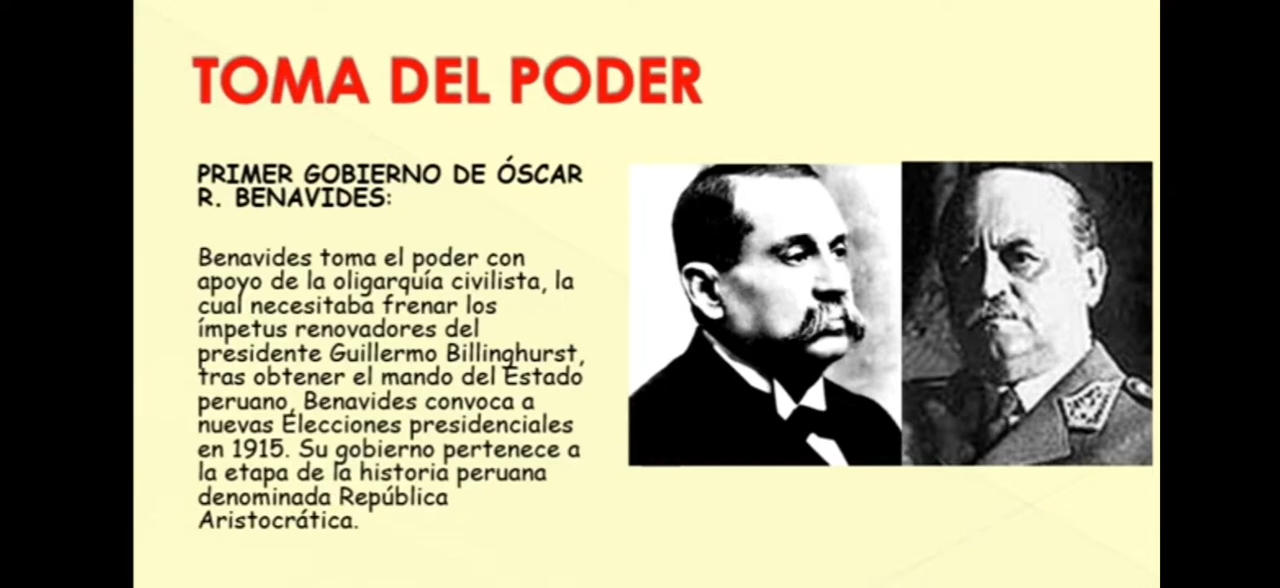 TOMA DEL PODER
PRIMER GOBIERNO DE ÓSCAR
R. BENAVIDES:
Benavides toma el poder con
apoyo de la oligarquía civilista, la
cual necesitaba frenar los
ímpetus renovadores del
presidente Guillermo Billinghurst,
tras obtener el mando del Estado
peruano, Benavides convoca a
nuevas Elecciones presidenciales
en 1915. Su gobierno pertenece a
la etapa de la historia peruana
denominada República
Aristocrática.